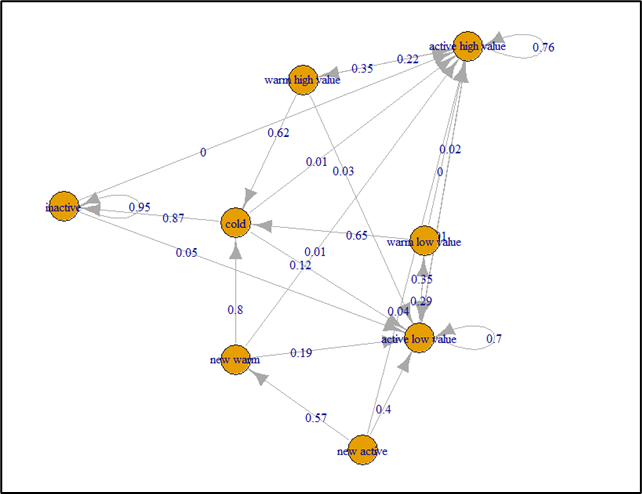 active high value
0.76
0.22
0.35
warm high value
0.62
0
0.02
0.01
0.03
0
0.95
inactive
0.87
cold
0.65
warm low value
0.05
0.01
0.12
0.35
0.29
0.8
0.04
active low value
0.7
new warm
0.19
0.4
0.57
new active